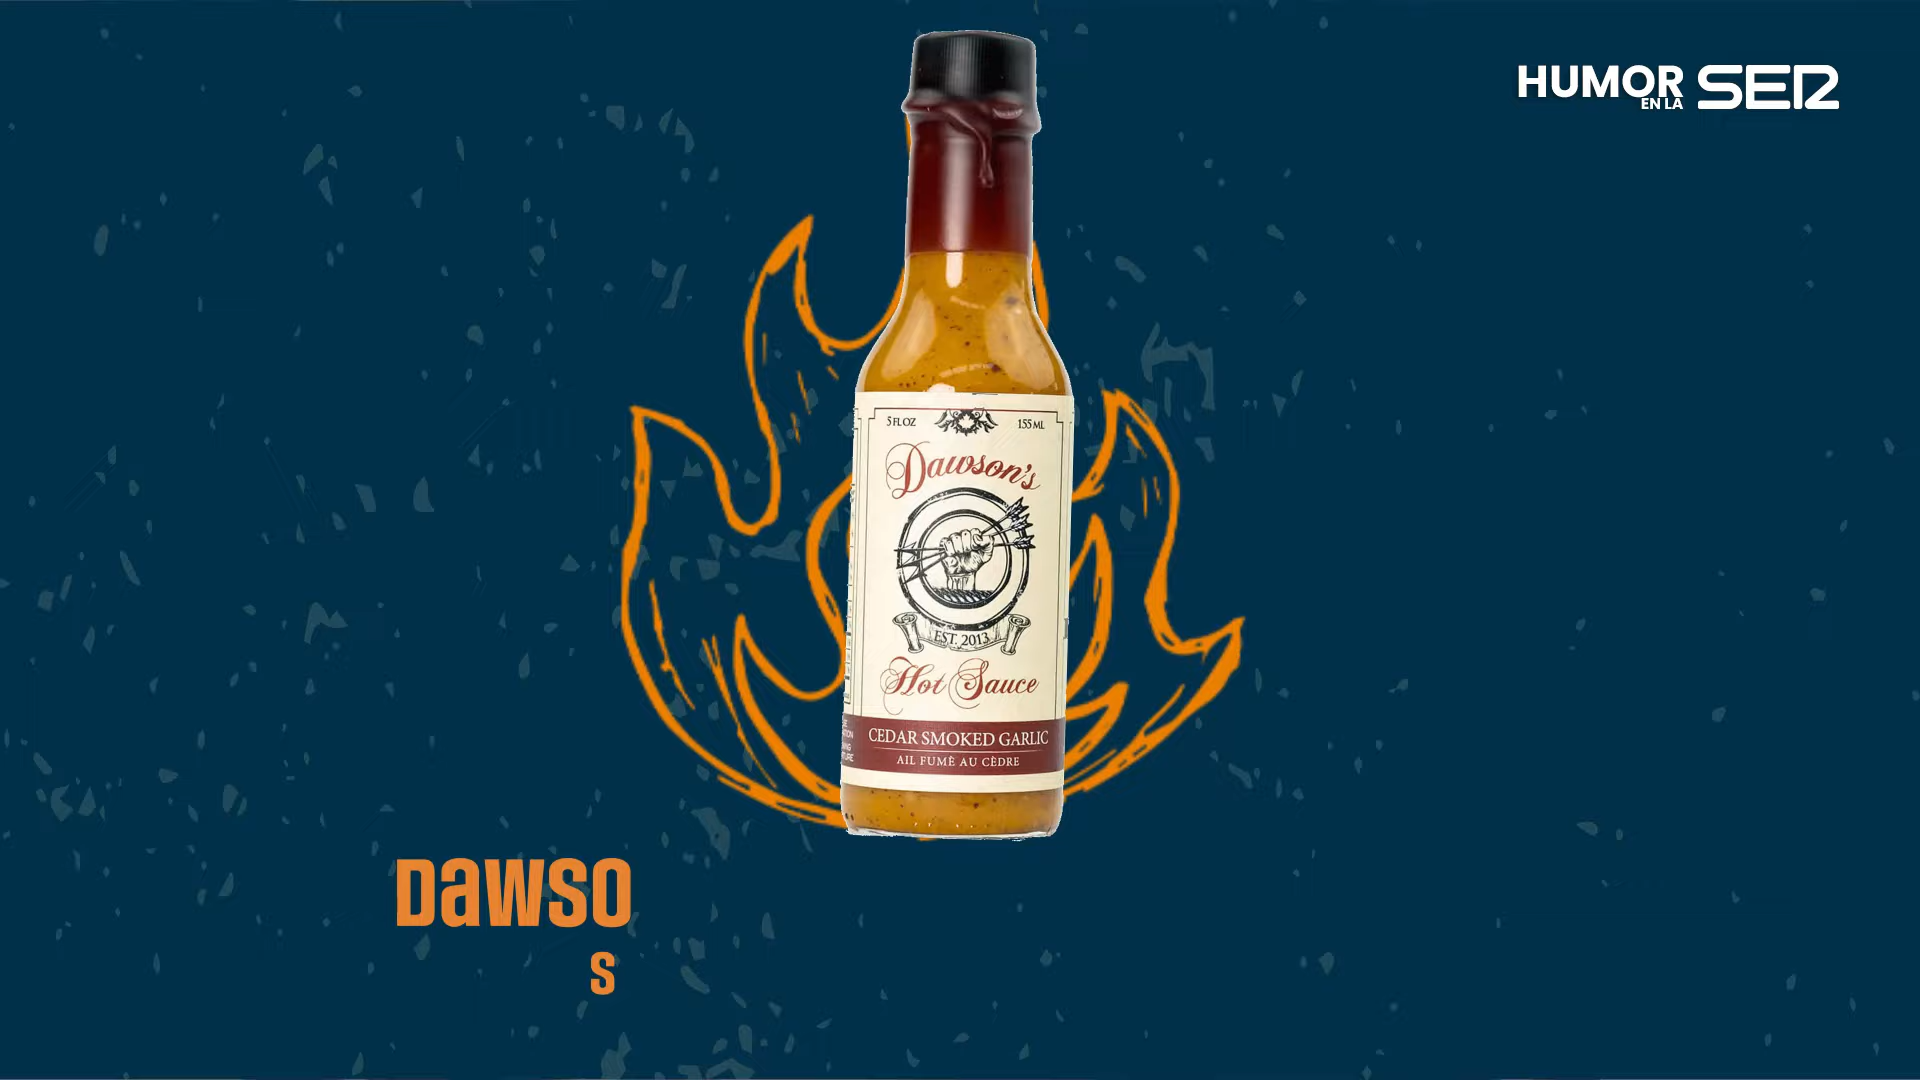 HUMOR
EN LA
SER
5 FL OZ
155 ML
Dawson's
EST. 2013
Hot Sauce
CEDAR SMOKED GARLIC
AIL FUMÈ AU CÈDRE
DawsO
s